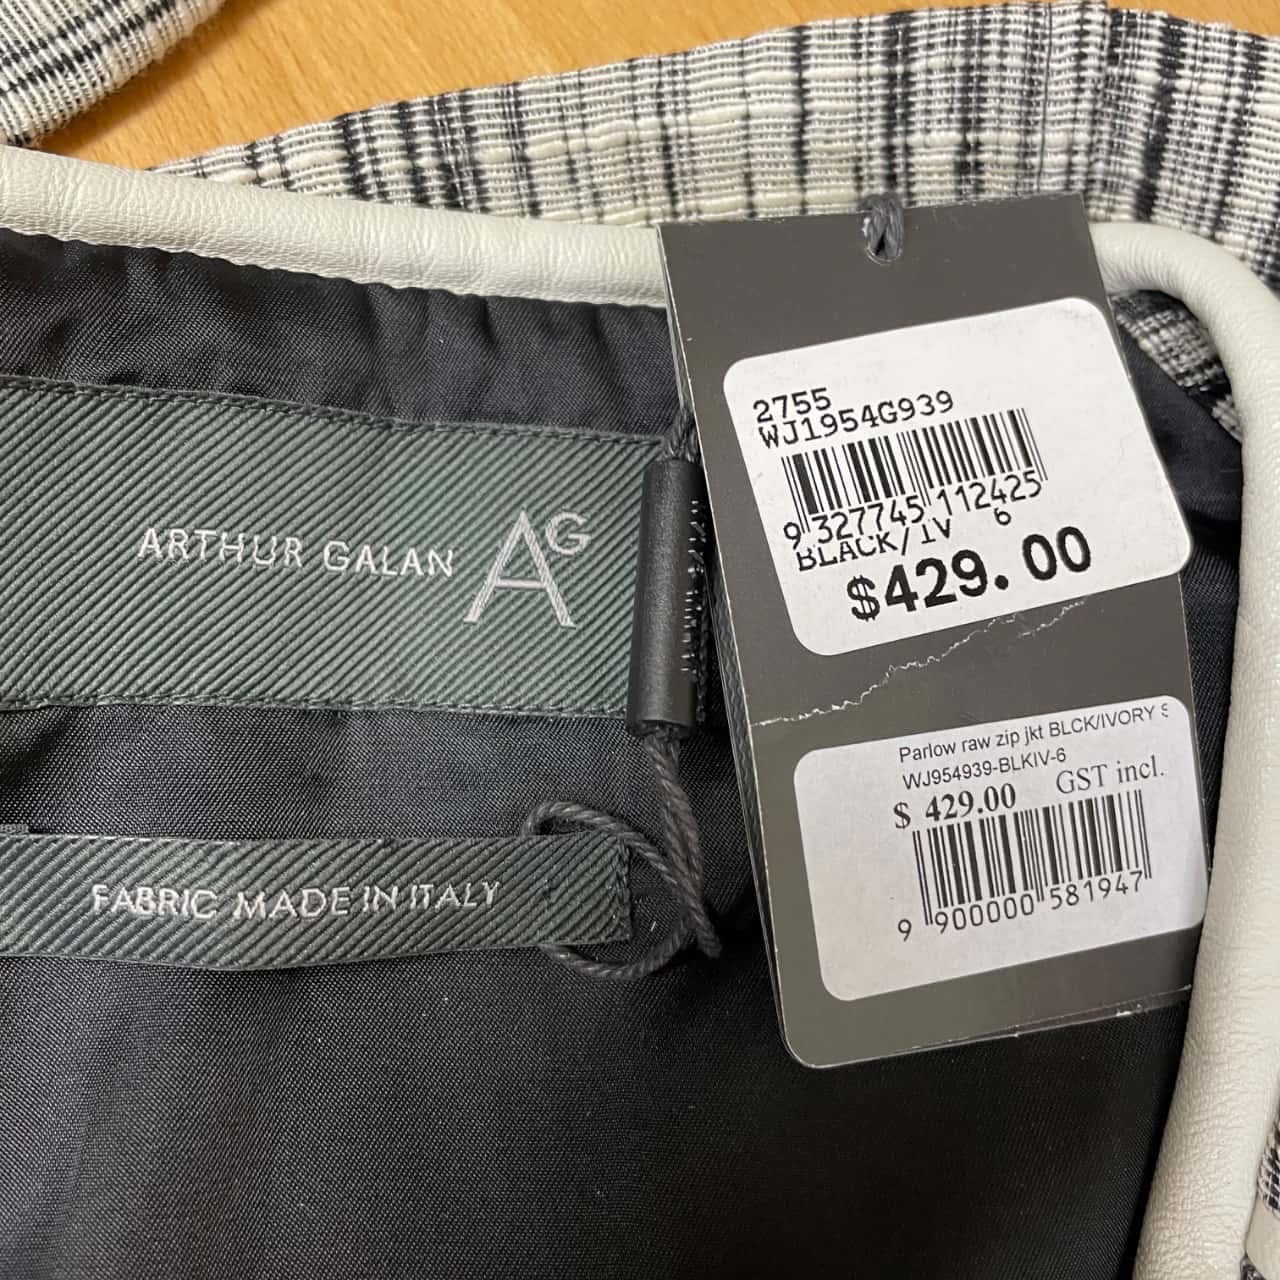 ARTHUR GALAN AG
FABRIC MADE IN ITALY
2755
WJ1954G939
9 327745 112425
BLACK/IV 6
$429.00
Parlow raw zip jkt BLCK/IVORY S
WJ954939-BLKIV-6
$ 429.00 GST incl.
9 900000 581947